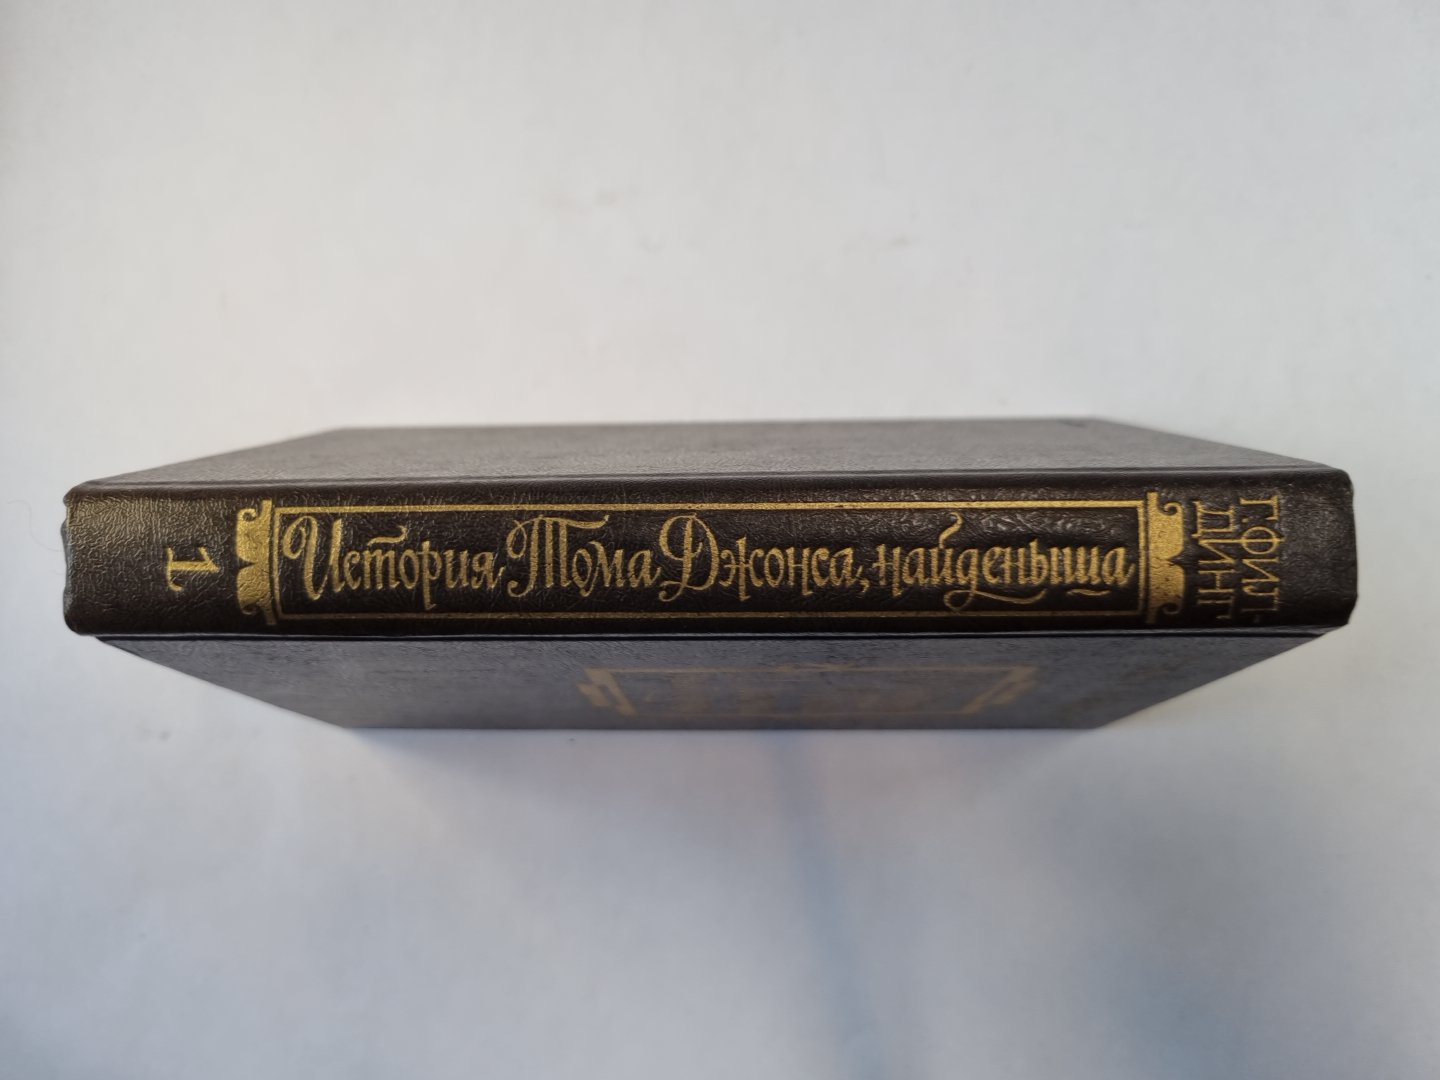 Г.ФИЛ-
ДИНГ
История Тома Джонса, найденыша
1